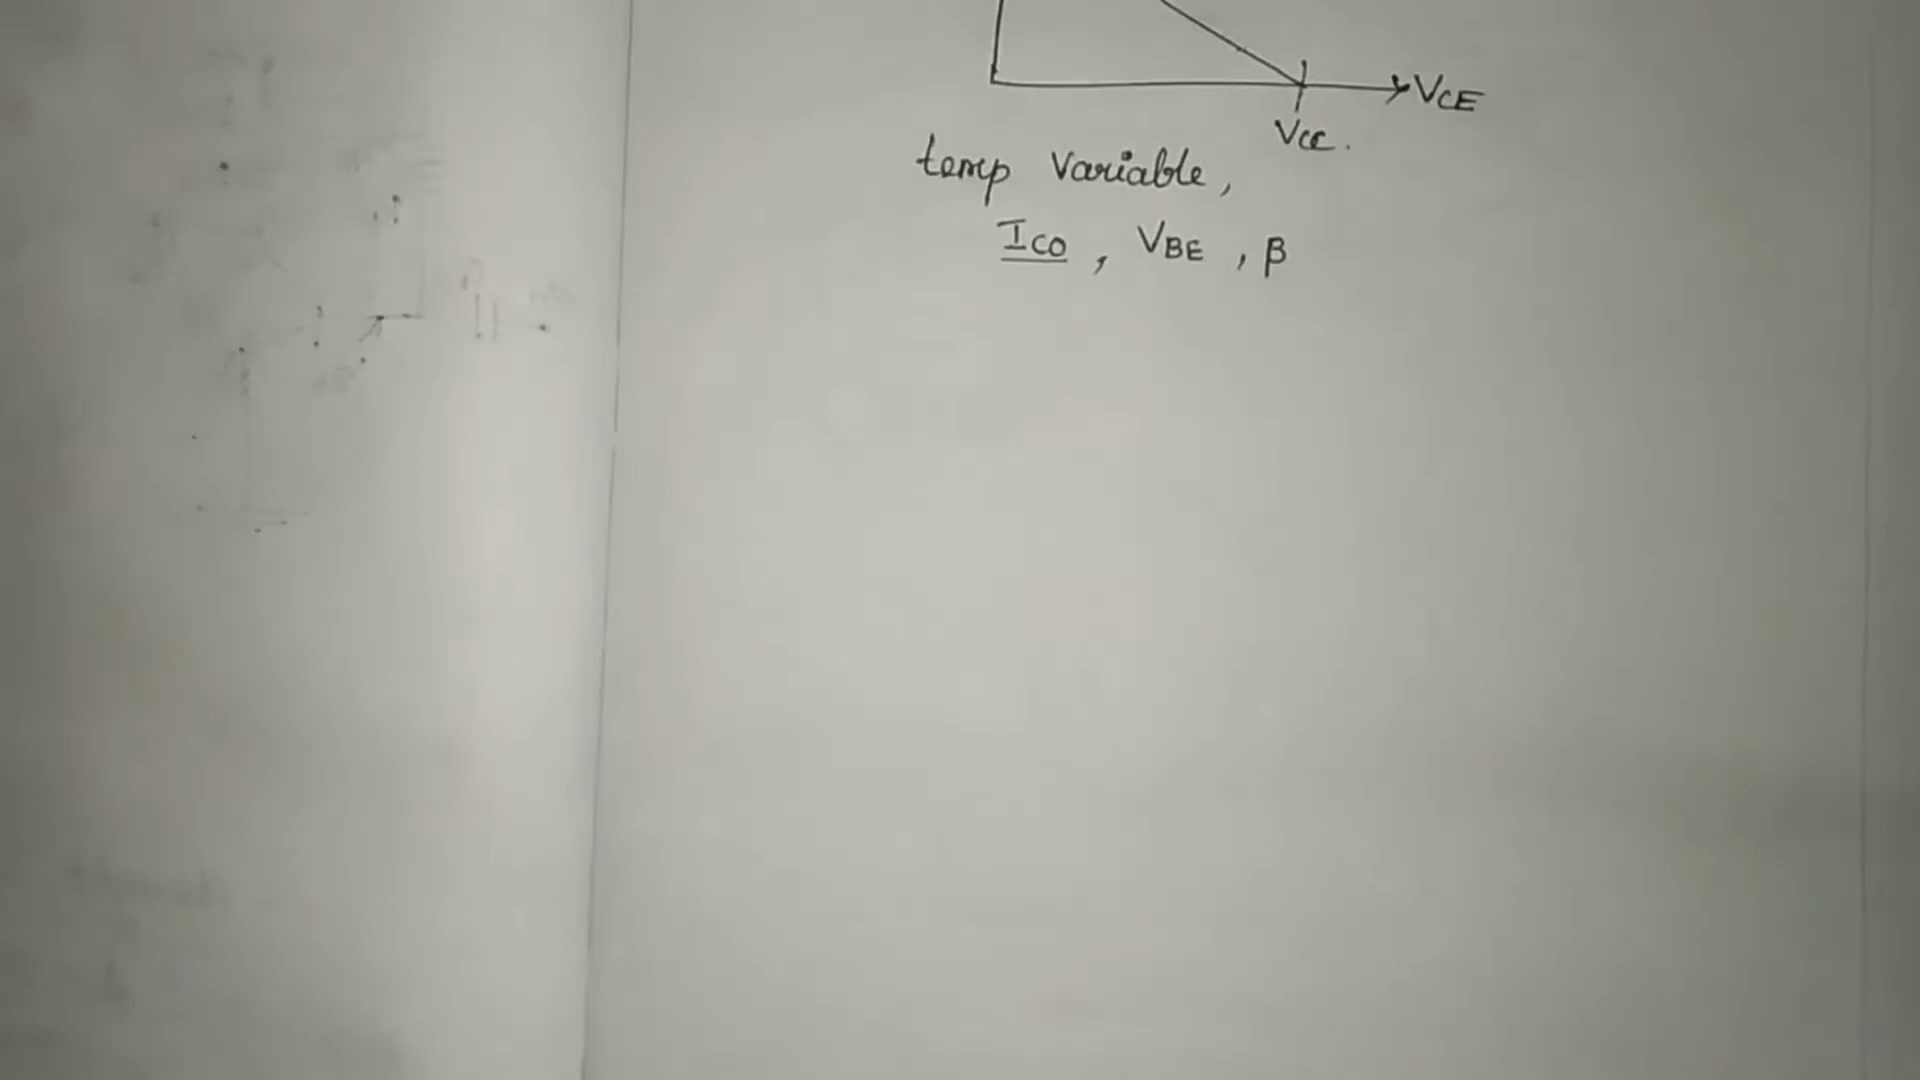 VCE
Vcc.
temp Variable,
ICO, VBE, β